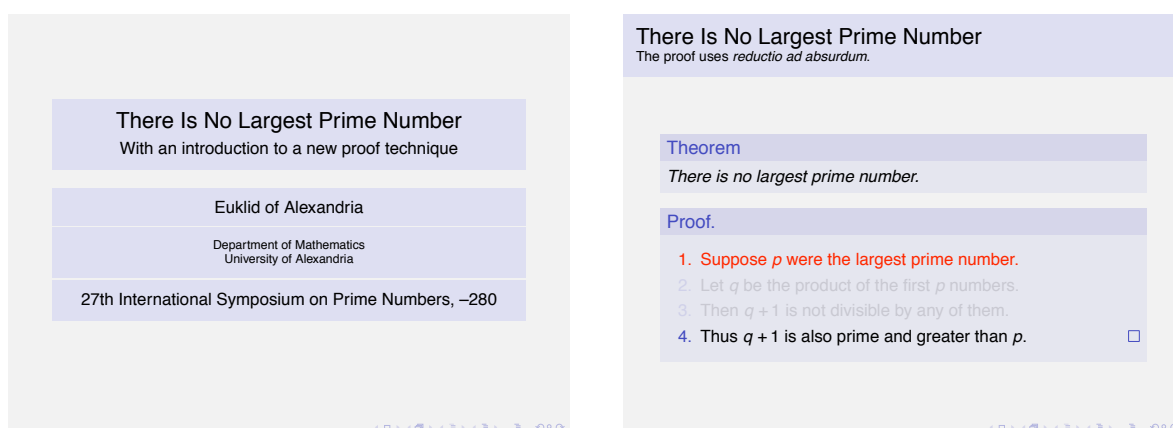 There Is No Largest Prime Number
With an introduction to a new proof technique
Euklid of Alexandria
Department of Mathematics
University of Alexandria
27th International Symposium on Prime Numbers, –280
There Is No Largest Prime Number
The proof uses reductio ad absurdum.
Theorem
There is no largest prime number.
Proof.
1. Suppose p were the largest prime number.
2. Let q be the product of the first p numbers.
3. Then q + 1 is not divisible by any of them.
4. Thus q + 1 is also prime and greater than p. □